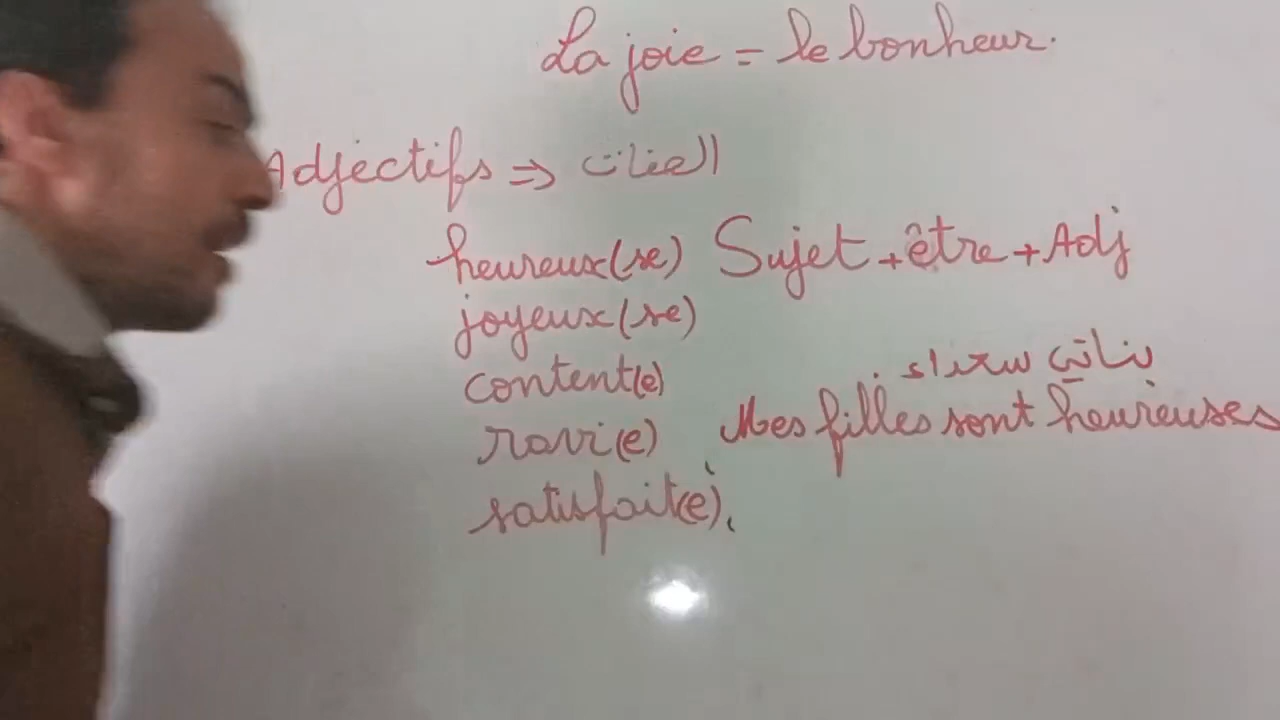 La joie = le bonheur.
Adjectifs ⇒ الصفات
heureux(se) Sujet + être + Adj
joyeux(se)
content(e)
بناتي سعداء
ravi(e) Mes filles sont heureuses
satisfait(e).